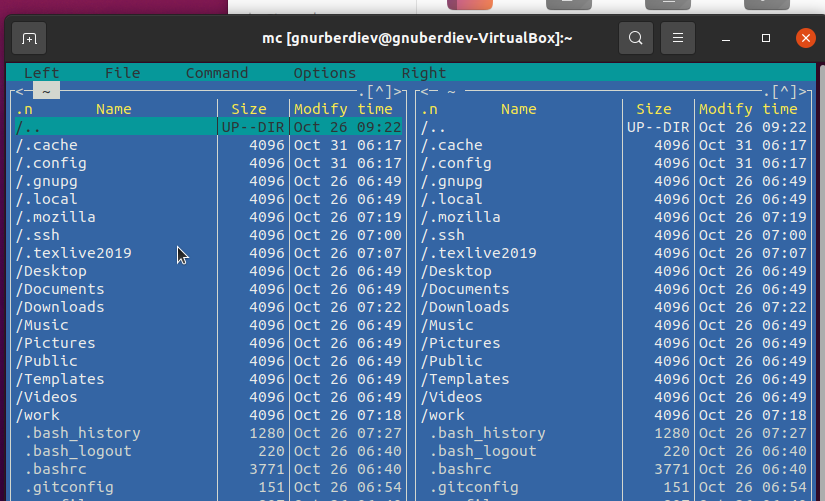 mc [gnurberdiev@gnuberdiev-VirtualBox]:~
Left File Command Options Right
<─ ~ ─.[^]>
.n Name Size Modify time
/.. UP--DIR Oct 26 09:22
/.cache 4096 Oct 31 06:17
/.config 4096 Oct 31 06:17
/.gnupg 4096 Oct 26 06:49
/.local 4096 Oct 26 06:49
/.mozilla 4096 Oct 26 07:19
/.ssh 4096 Oct 26 07:00
/.texlive2019 4096 Oct 26 07:07
/Desktop 4096 Oct 26 06:49
/Documents 4096 Oct 26 06:49
/Downloads 4096 Oct 26 07:22
/Music 4096 Oct 26 06:49
/Pictures 4096 Oct 26 06:49
/Public 4096 Oct 26 06:49
/Templates 4096 Oct 26 06:49
/Videos 4096 Oct 26 06:49
/work 4096 Oct 26 07:18
.bash_history 1280 Oct 26 07:27
.bash_logout 220 Oct 26 06:40
.bashrc 3771 Oct 26 06:40
.gitconfig 151 Oct 26 06:54
<─ ~ ─.[^]>
.n Name Size Modify time
/.. UP--DIR Oct 26 09:22
/.cache 4096 Oct 31 06:17
/.config 4096 Oct 31 06:17
/.gnupg 4096 Oct 26 06:49
/.local 4096 Oct 26 06:49
/.mozilla 4096 Oct 26 07:19
/.ssh 4096 Oct 26 07:00
/.texlive2019 4096 Oct 26 07:07
/Desktop 4096 Oct 26 06:49
/Documents 4096 Oct 26 06:49
/Downloads 4096 Oct 26 07:22
/Music 4096 Oct 26 06:49
/Pictures 4096 Oct 26 06:49
/Public 4096 Oct 26 06:49
/Templates 4096 Oct 26 06:49
/Videos 4096 Oct 26 06:49
/work 4096 Oct 26 07:18
.bash_history 1280 Oct 26 07:27
.bash_logout 220 Oct 26 06:40
.bashrc 3771 Oct 26 06:40
.gitconfig 151 Oct 26 06:54